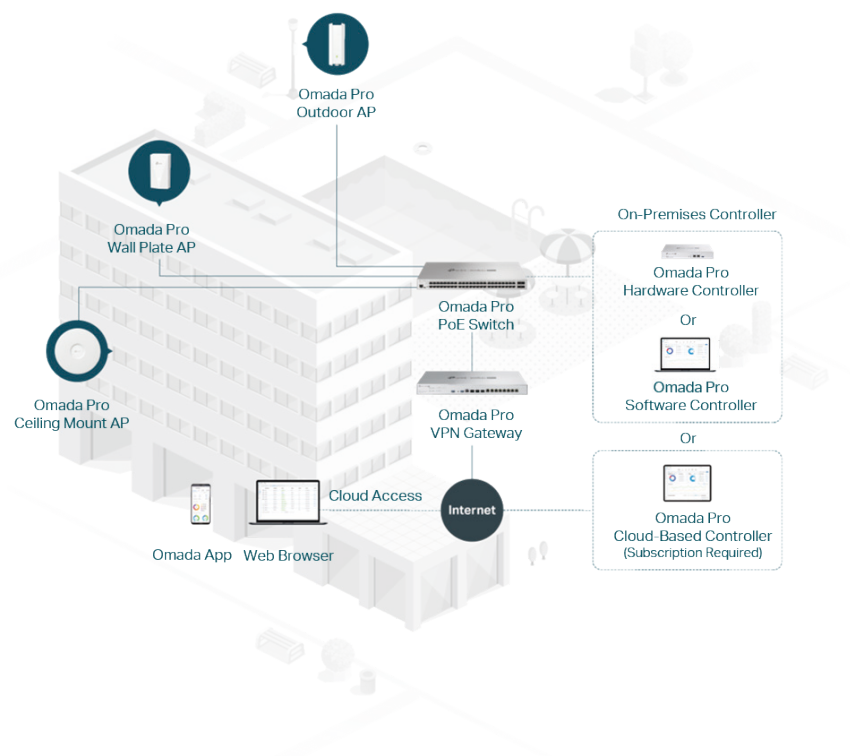 Omada Pro
Outdoor AP
Omada Pro
Wall Plate AP
On-Premises Controller
Omada Pro
Hardware Controller
Omada Pro
PoE Switch
Or
Omada Pro
Software Controller
Omada Pro
Ceiling Mount AP
Omada Pro
VPN Gateway
Or
Cloud Access
Internet
Omada Pro
Cloud-Based Controller
(Subscription Required)
Omada App
Web Browser